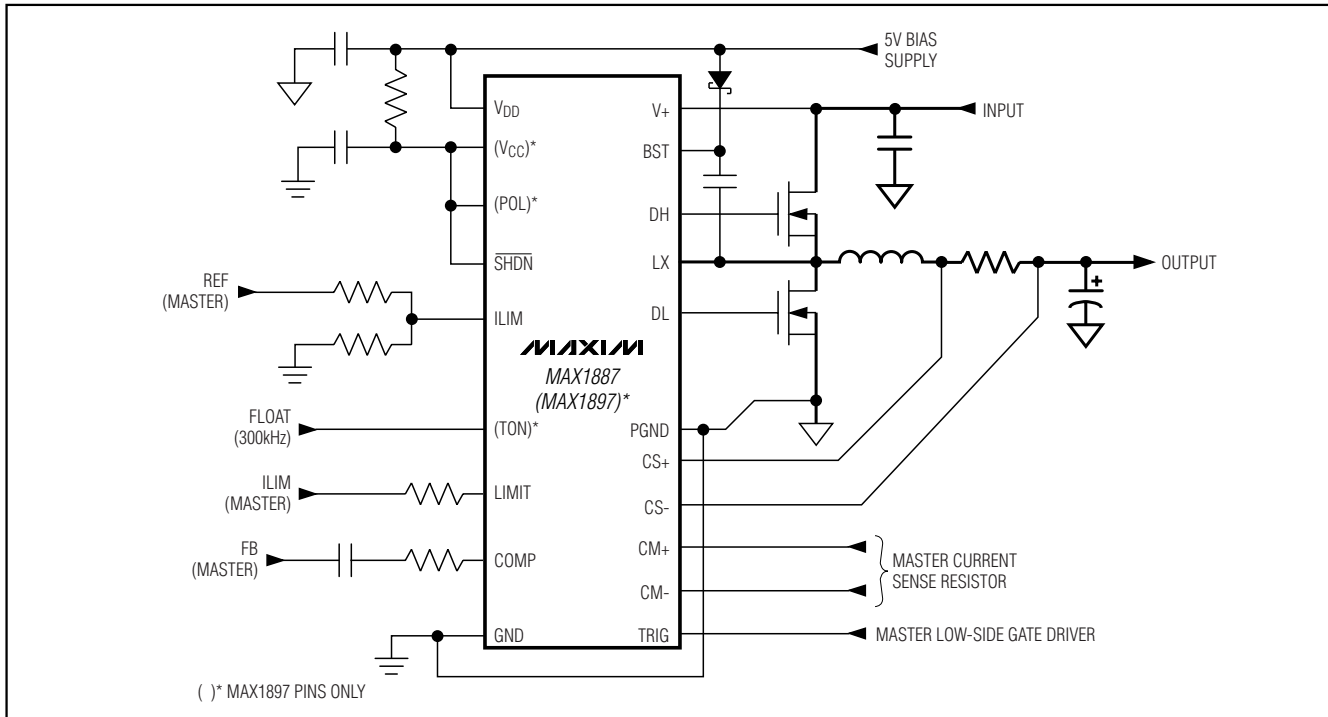 5V BIAS
SUPPLY
VDD
V+
INPUT
(VCC)*
BST
(POL)*
DH
SHDN
LX
OUTPUT
REF
(MASTER)
ILIM
DL
MAXIM
MAX1887
(MAX1897)*
FLOAT
(300kHz)
(TON)*
PGND
CS+
ILIM
(MASTER)
LIMIT
CS-
FB
(MASTER)
COMP
CM+
MASTER CURRENT
SENSE RESISTOR
CM-
GND
TRIG
MASTER LOW-SIDE GATE DRIVER
+
( )* MAX1897 PINS ONLY